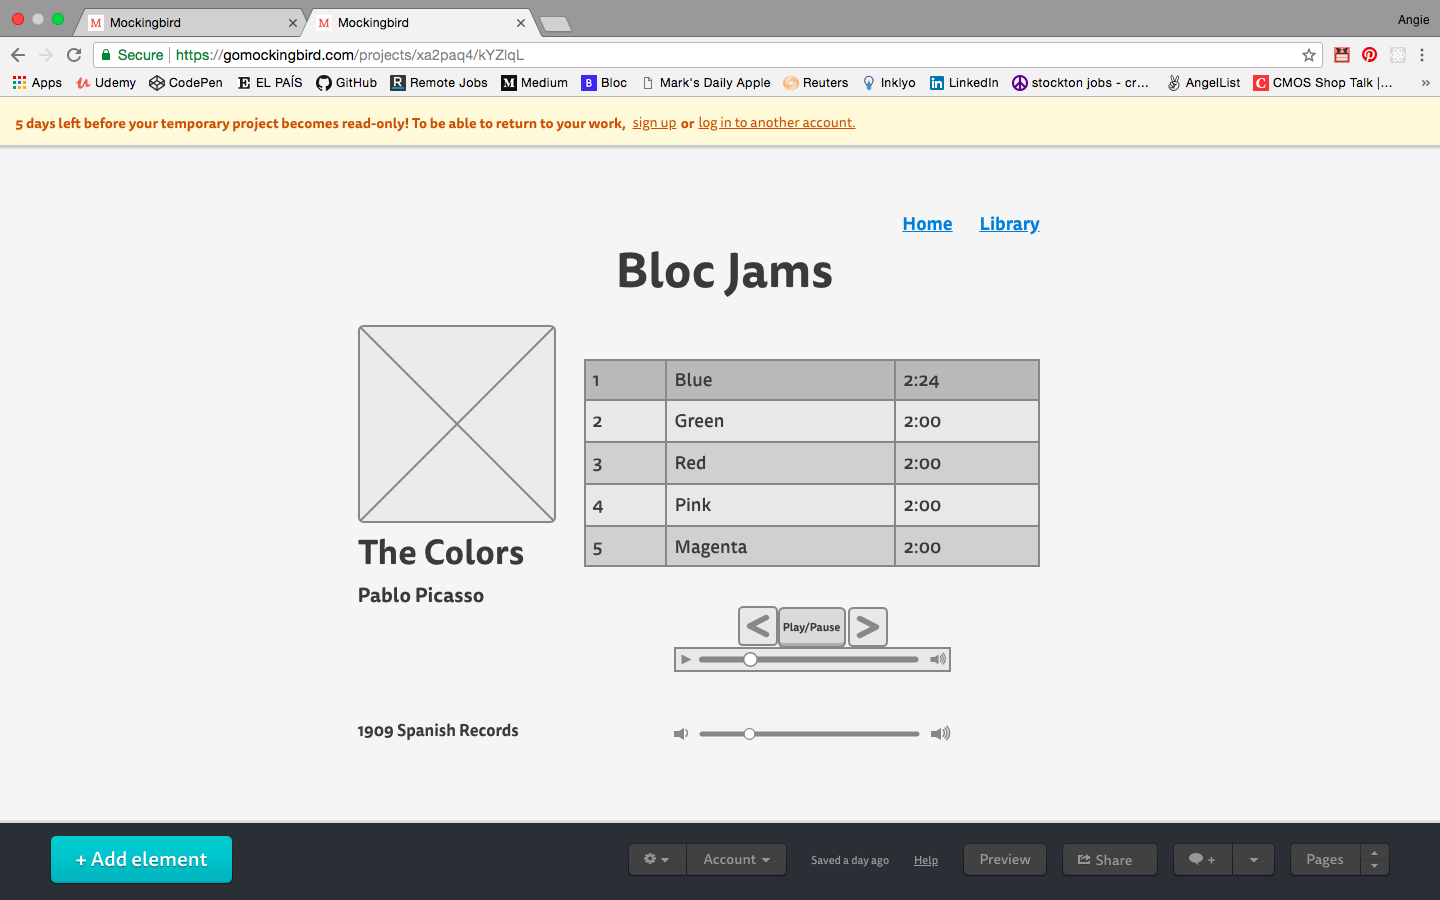 Mockingbird Mockingbird Angie
Secure https://gomockingbird.com/projects/xa2paq4/kYZlqL
Apps Udemy CodePen EL PAÍS GitHub Remote Jobs Medium Bloc Mark's Daily Apple Reuters Inklyo LinkedIn stockton jobs - cr... AngelList CMOS Shop Talk |... »
5 days left before your temporary project becomes read-only! To be able to return to your work, sign up or log in to another account.
Home Library
Bloc Jams
1 Blue 2:24
2 Green 2:00
3 Red 2:00
4 Pink 2:00
5 Magenta 2:00
The Colors
Pablo Picasso
< Play/Pause >
1909 Spanish Records
+ Add element Account Saved a day ago Help Preview Share + Pages